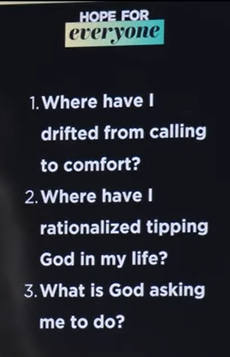 HOPE FOR
everyone
1. Where have I
drifted from calling
to comfort?
2. Where have I
rationalized tipping
God in my life?
3. What is God asking
me to do?